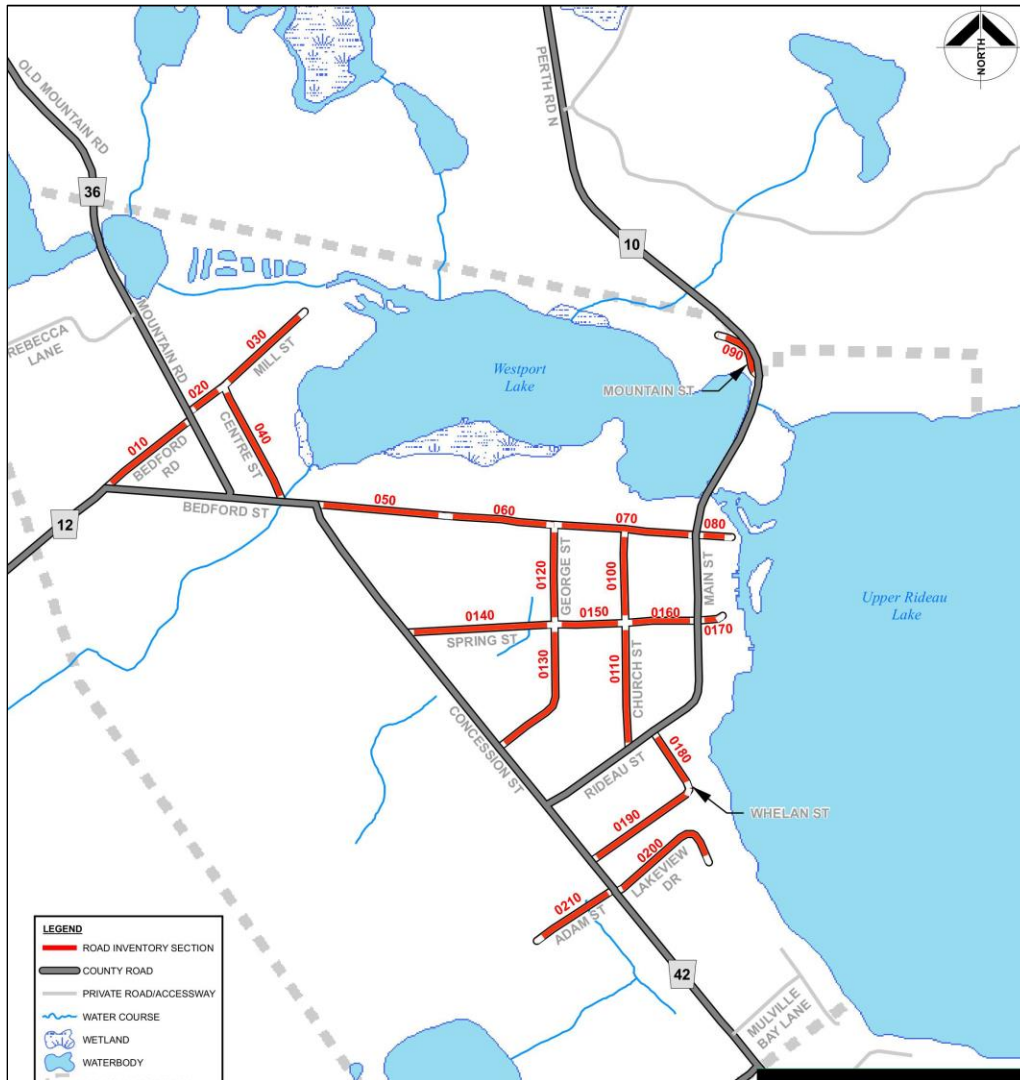 NORTH
OLD MOUNTAIN RD
PERTH RD N
36
10
MOUNTAIN RD
REBECCA
LANE
030
MILL ST
020
090
MOUNTAIN ST
Westport
Lake
010
BEDFORD
RD
CENTRE ST
040
12
BEDFORD ST
050
060
070
080
0120
GEORGE ST
0100
MAIN ST
Upper Rideau
Lake
0140
SPRING ST
0150
0160
0170
0130
0110
CHURCH ST
CONCESSION ST
RIDEAU ST
0180
WHELAN ST
0190
0200
LAKEVIEW
DR
0210
ADAM ST
42
MULVILLE
BAY LANE
LEGEND
ROAD INVENTORY SECTION
COUNTY ROAD
PRIVATE ROAD/ACCESSWAY
WATER COURSE
WETLAND
WATERBODY